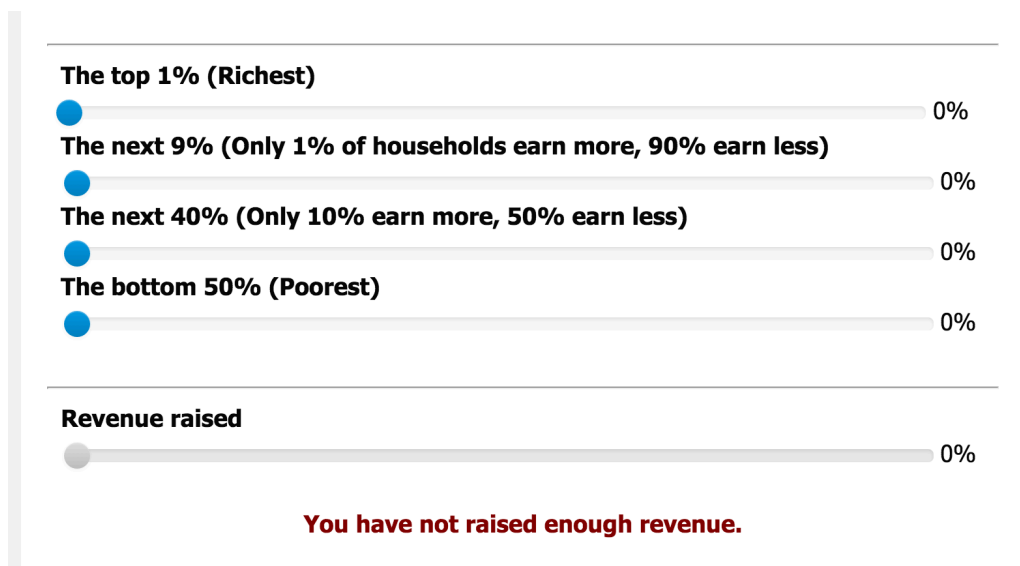 The top 1% (Richest)
0%
The next 9% (Only 1% of households earn more, 90% earn less)
0%
The next 40% (Only 10% earn more, 50% earn less)
0%
The bottom 50% (Poorest)
0%
Revenue raised
0%
You have not raised enough revenue.